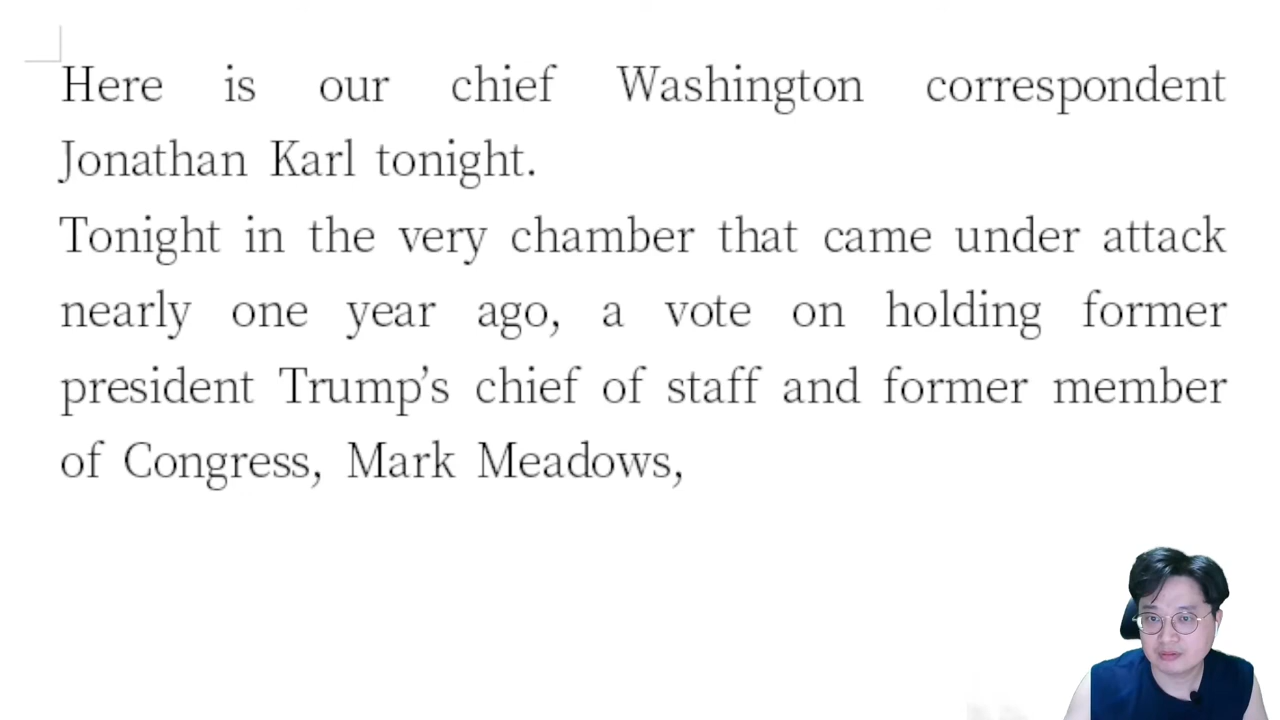 Here is our chief Washington correspondent
Jonathan Karl tonight.
Tonight in the very chamber that came under attack
nearly one year ago, a vote on holding former
president Trump’s chief of staff and former member
of Congress, Mark Meadows,